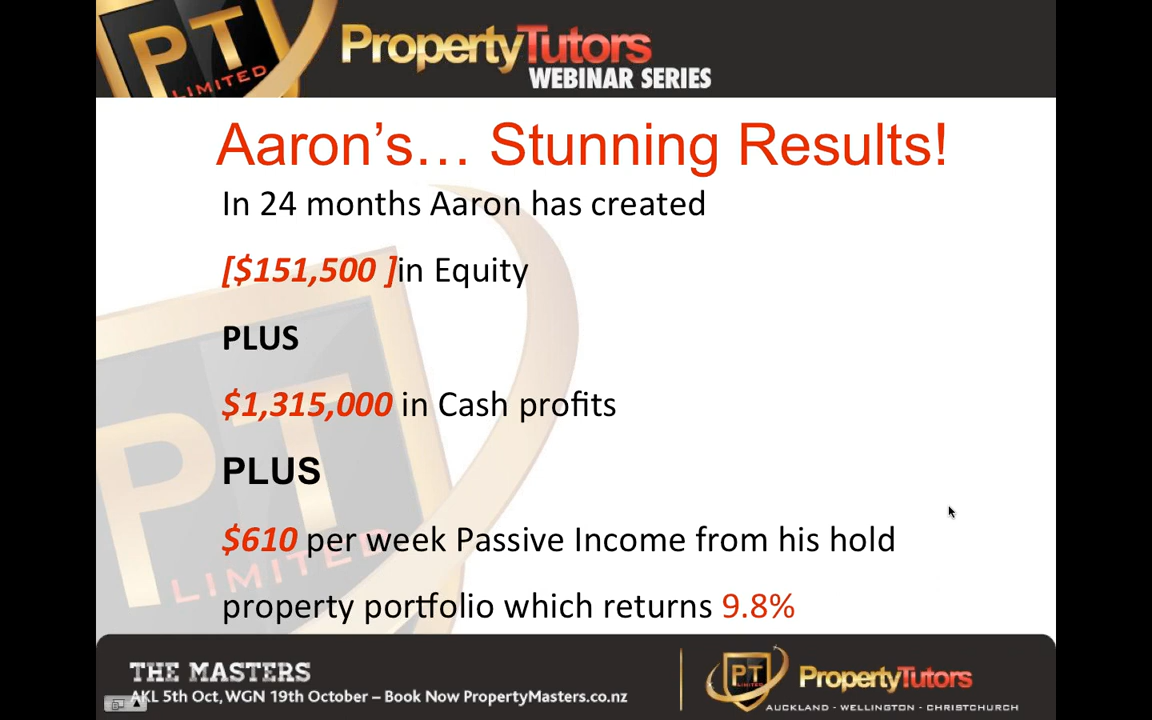 PT
LIMITED
PropertyTutors
WEBINAR SERIES
Aaron's… Stunning Results!
In 24 months Aaron has created
[$151,500 ]in Equity
PLUS
$1,315,000 in Cash profits
PLUS
$610 per week Passive Income from his hold
property portfolio which returns 9.8%
PT
LIMITED
THE MASTERS
AKL 5th Oct, WGN 19th October – Book Now PropertyMasters.co.nz
PT
LIMITED
PropertyTutors
AUCKLAND - WELLINGTON - CHRISTCHURCH